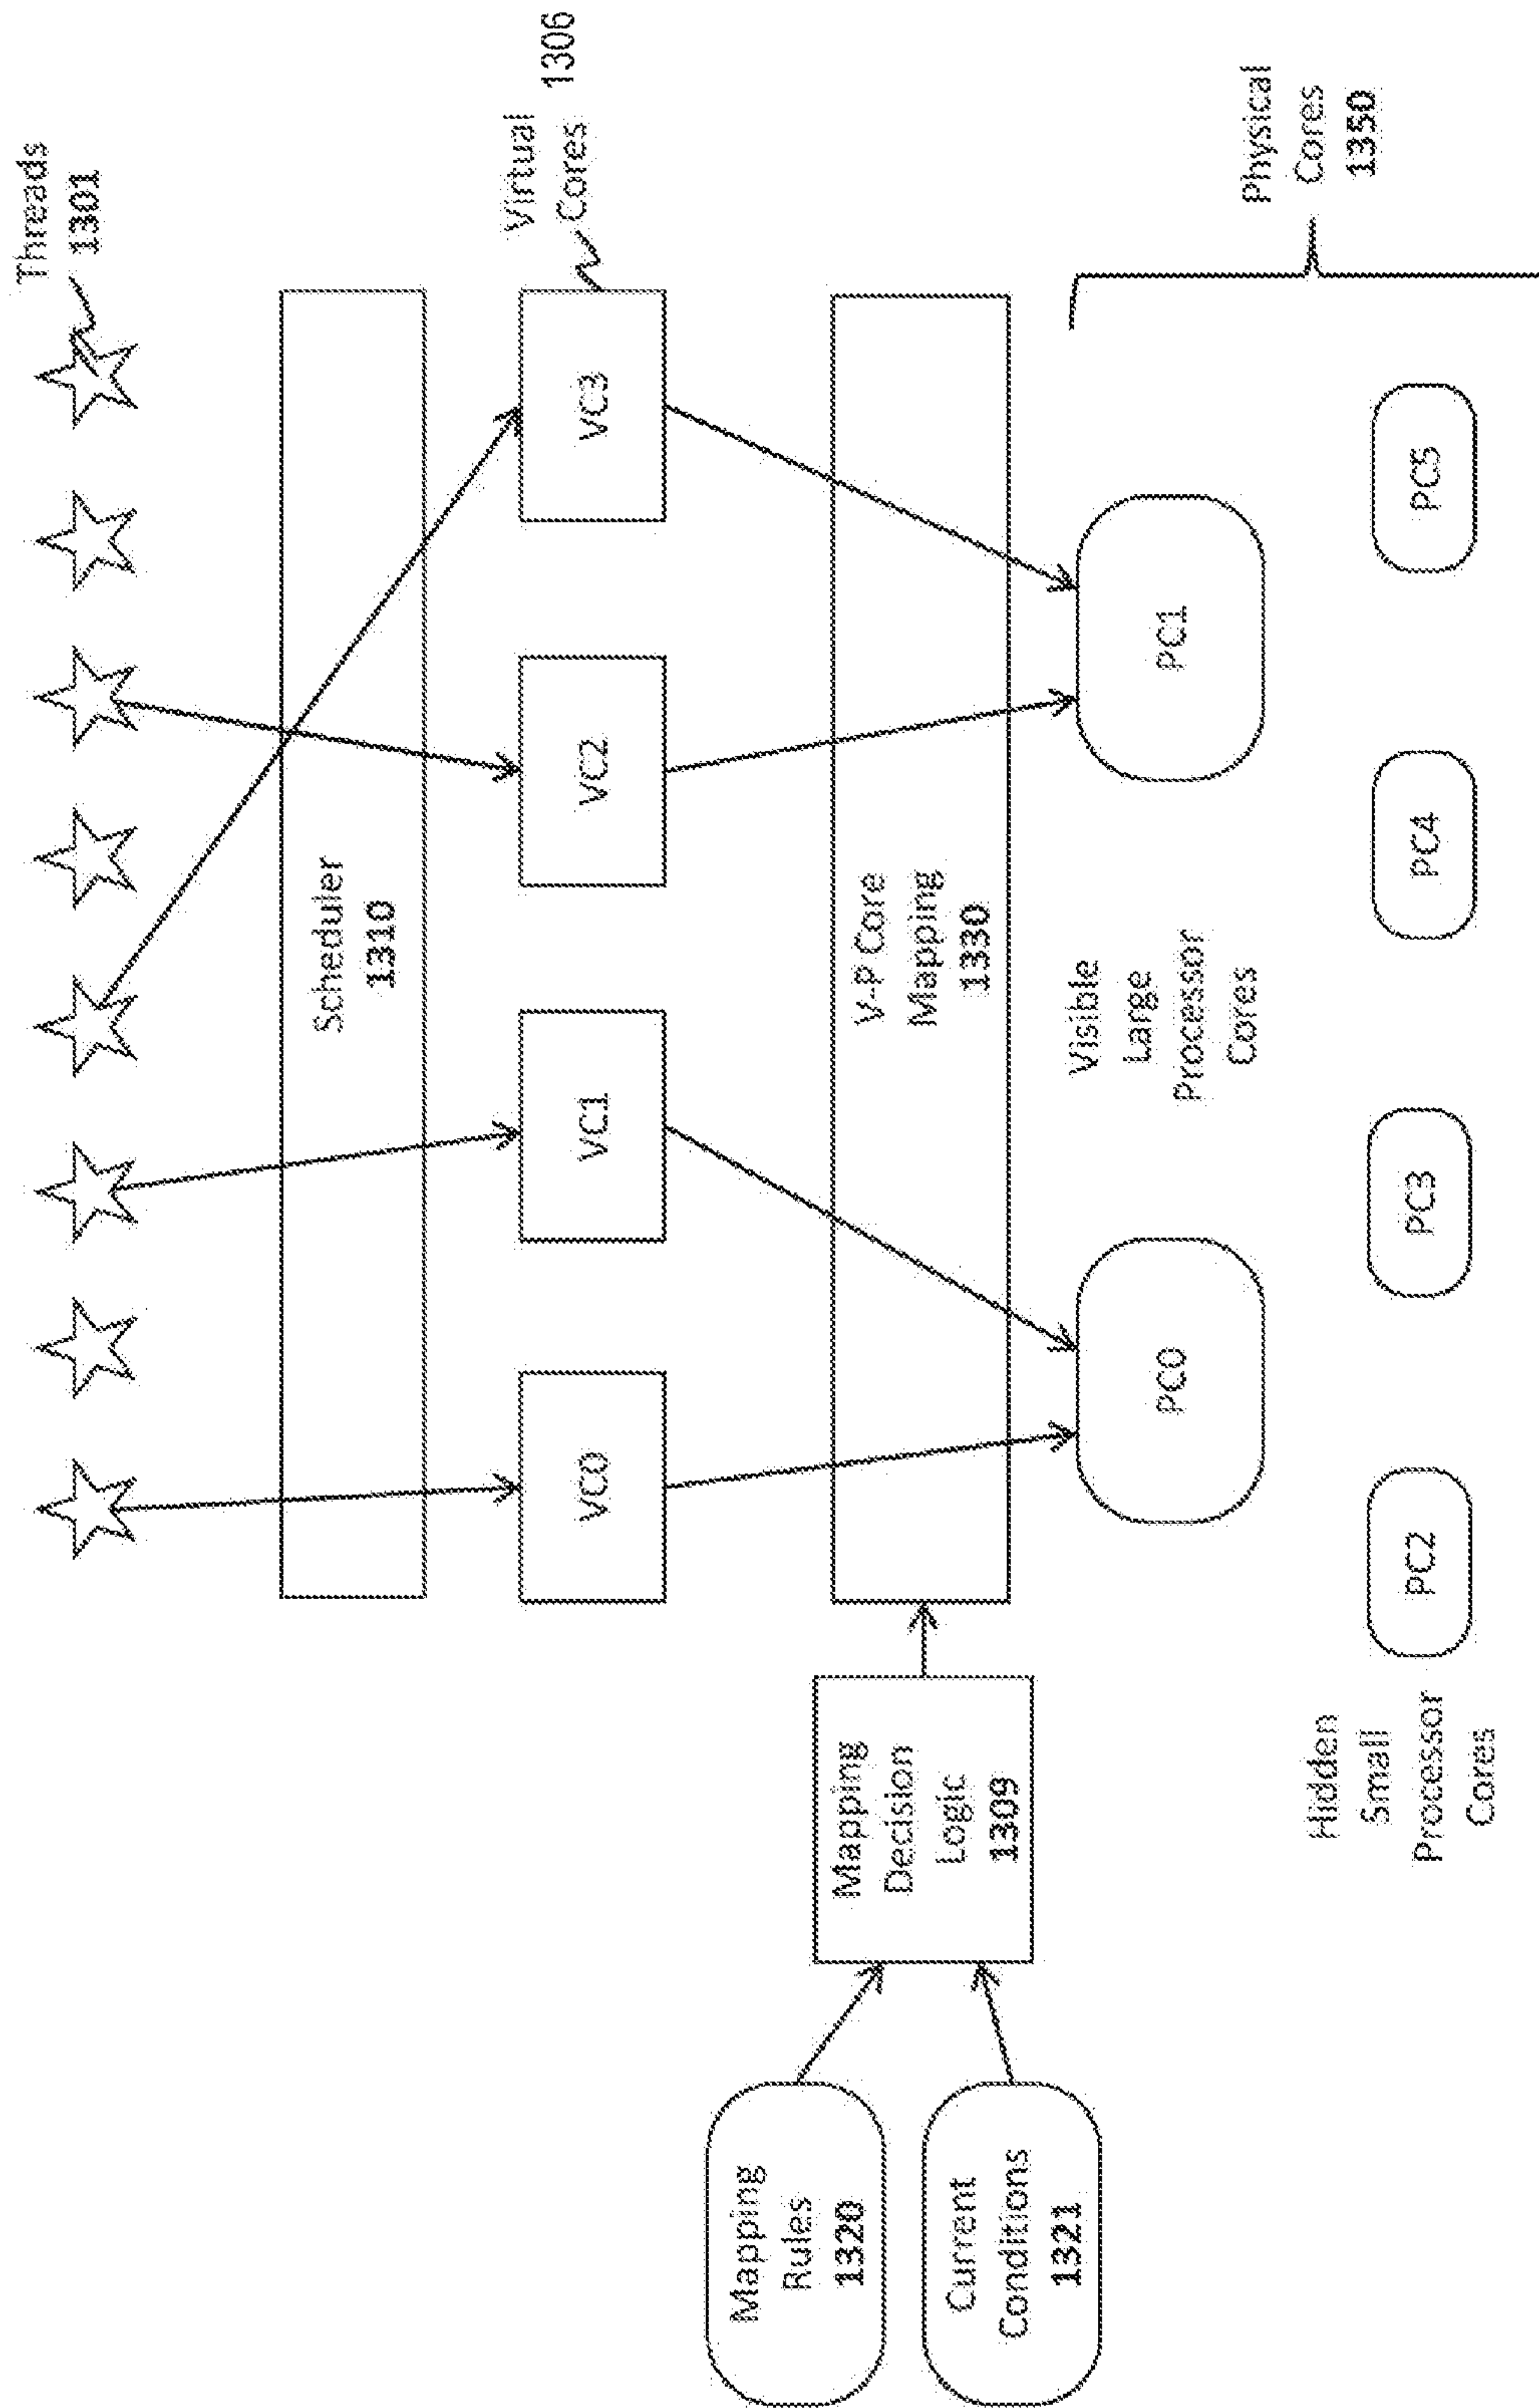 Threads
1301
Scheduler
1310
Virtual
Cores 1306
VC0
VC1
VC2
VC3
Mapping
Rules
1320
Current
Conditions
1321
Mapping
Decision
Logic
1309
V-P Core
Mapping
1330
PC0
Visible
Large
Processor
Cores
PC1
Physical
Cores
1350
Hidden
Small
Processor
Cores
PC2
PC3
PC4
PC5